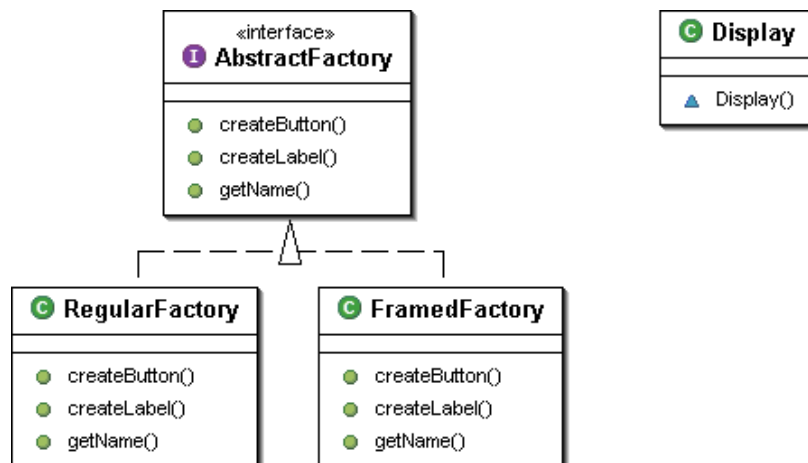 «interface»
I AbstractFactory
createButton()
createLabel()
getName()
C Display
Display()
C RegularFactory
createButton()
createLabel()
getName()
C FramedFactory
createButton()
createLabel()
getName()